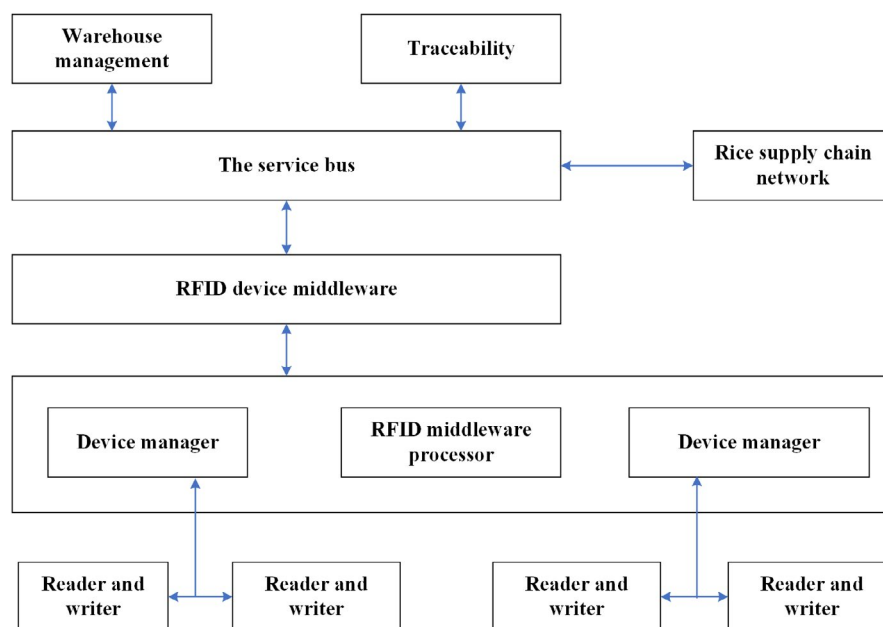 Warehouse
management
Traceability
The service bus
Rice supply chain
network
RFID device middleware
Device manager
RFID middleware
processor
Device manager
Reader and
writer
Reader and
writer
Reader and
writer
Reader and
writer